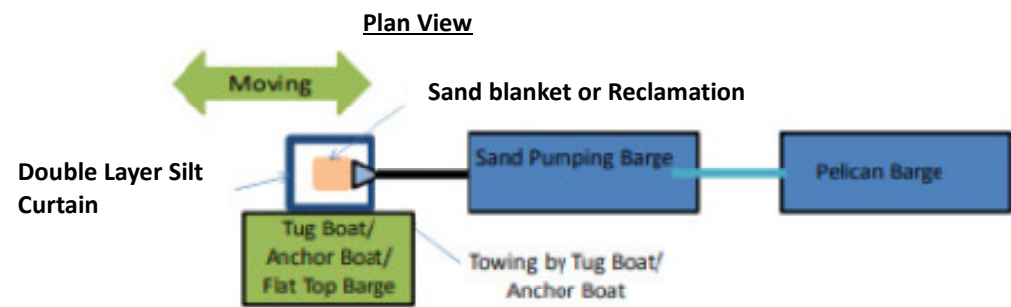 Plan View
Moving
Sand blanket or Reclamation
Double Layer Silt
Curtain
Sand Pumping Barge
Pelican Barge
Tug Boat/
Anchor Boat/
Flat Top Barge
Towing by Tug Boat/
Anchor Boat